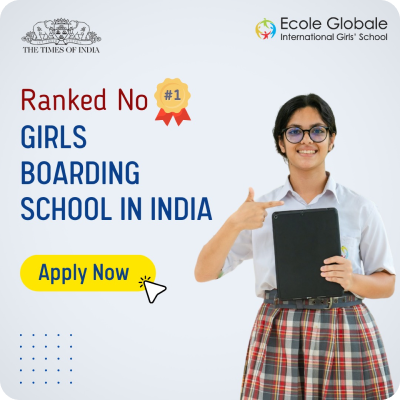 THE TIMES OF INDIA
Ecole Globale
International Girls' School
Ranked No #1
GIRLS
BOARDING
SCHOOL IN INDIA
Apply Now